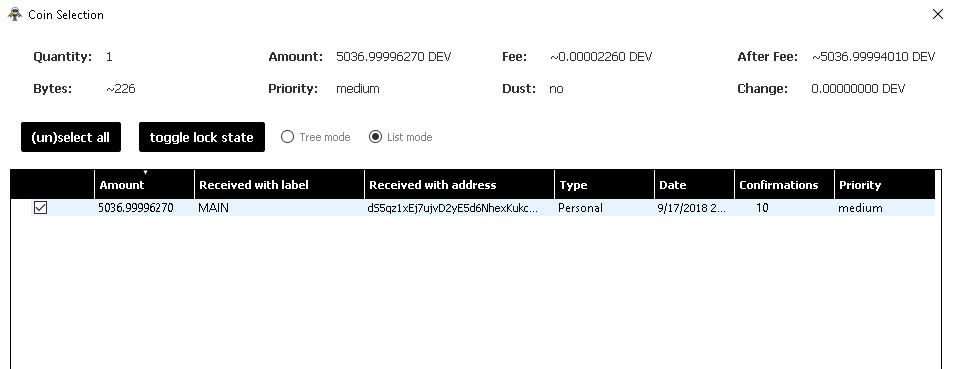 Coin Selection
Quantity: 1 Amount: 5036.99996270 DEV Fee: ~0.00002260 DEV After Fee: ~5036.99994010 DEV
Bytes: ~226 Priority: medium Dust: no Change: 0.00000000 DEV
(un)select all toggle lock state Tree mode List mode
Amount Received with label Received with address Type Date Confirmations Priority
5036.99996270 MAIN dS5qz1xEj7ujvD2yE5d6NhexKukc... Personal 9/17/2018 2... 10 medium